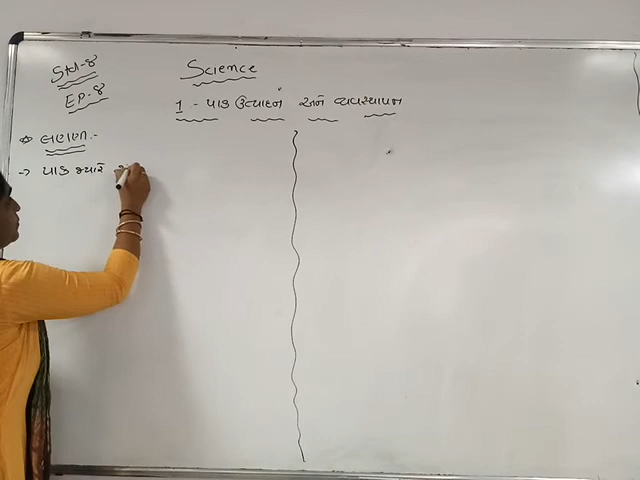 Std-8
EP-8
Science
1 - પાક ઉત્પાદન અને વ્યવસ્થાપન
* લણણી :-
→ પાક જ્યારે